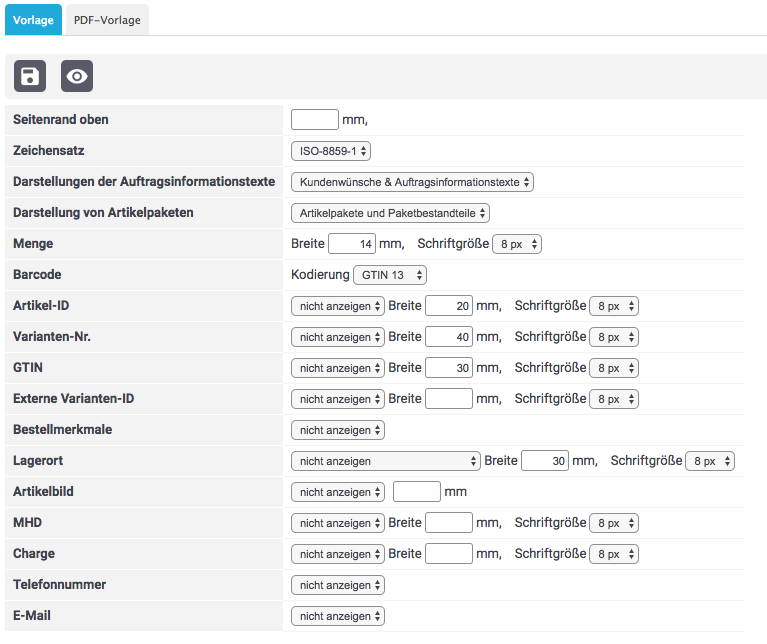 Vorlage PDF-Vorlage
Seitenrand oben mm,
Zeichensatz ISO-8859-1
Darstellungen der Auftragsinformationstexte Kundenwünsche & Auftragsinformationstexte
Darstellung von Artikelpaketen Artikelpakete und Paketbestandteile
Menge Breite 14 mm, Schriftgröße 8 px
Barcode Kodierung GTIN 13
Artikel-ID nicht anzeigen Breite 20 mm, Schriftgröße 8 px
Varianten-Nr. nicht anzeigen Breite 40 mm, Schriftgröße 8 px
GTIN nicht anzeigen Breite 30 mm, Schriftgröße 8 px
Externe Varianten-ID nicht anzeigen Breite mm, Schriftgröße 8 px
Bestellmerkmale nicht anzeigen
Lagerort nicht anzeigen Breite 30 mm, Schriftgröße 8 px
Artikelbild nicht anzeigen mm
MHD nicht anzeigen Breite mm, Schriftgröße 8 px
Charge nicht anzeigen Breite mm, Schriftgröße 8 px
Telefonnummer nicht anzeigen
E-Mail nicht anzeigen